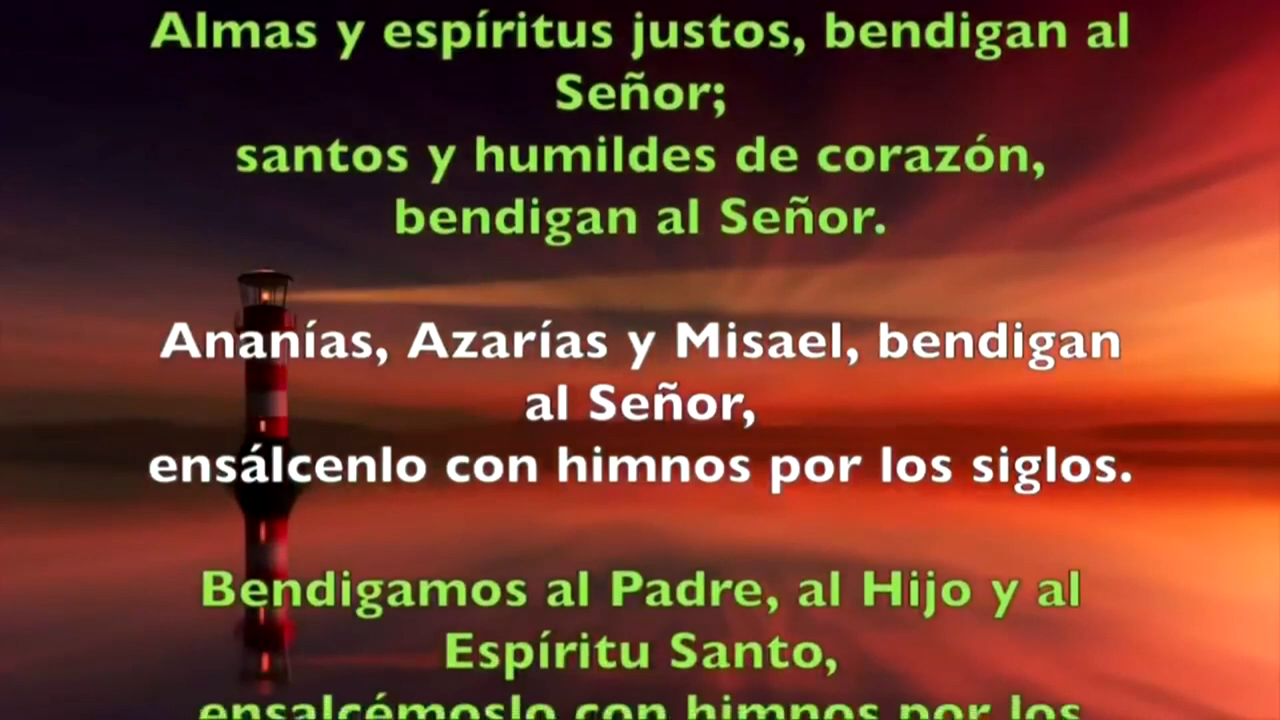 Almas y espíritus justos, bendigan al
Señor;
santos y humildes de corazón,
bendigan al Señor.
Ananías, Azarías y Misael, bendigan
al Señor,
ensálcenlo con himnos por los siglos.
Bendigamos al Padre, al Hijo y al
Espíritu Santo,
ensalcémoslo con himnos por los